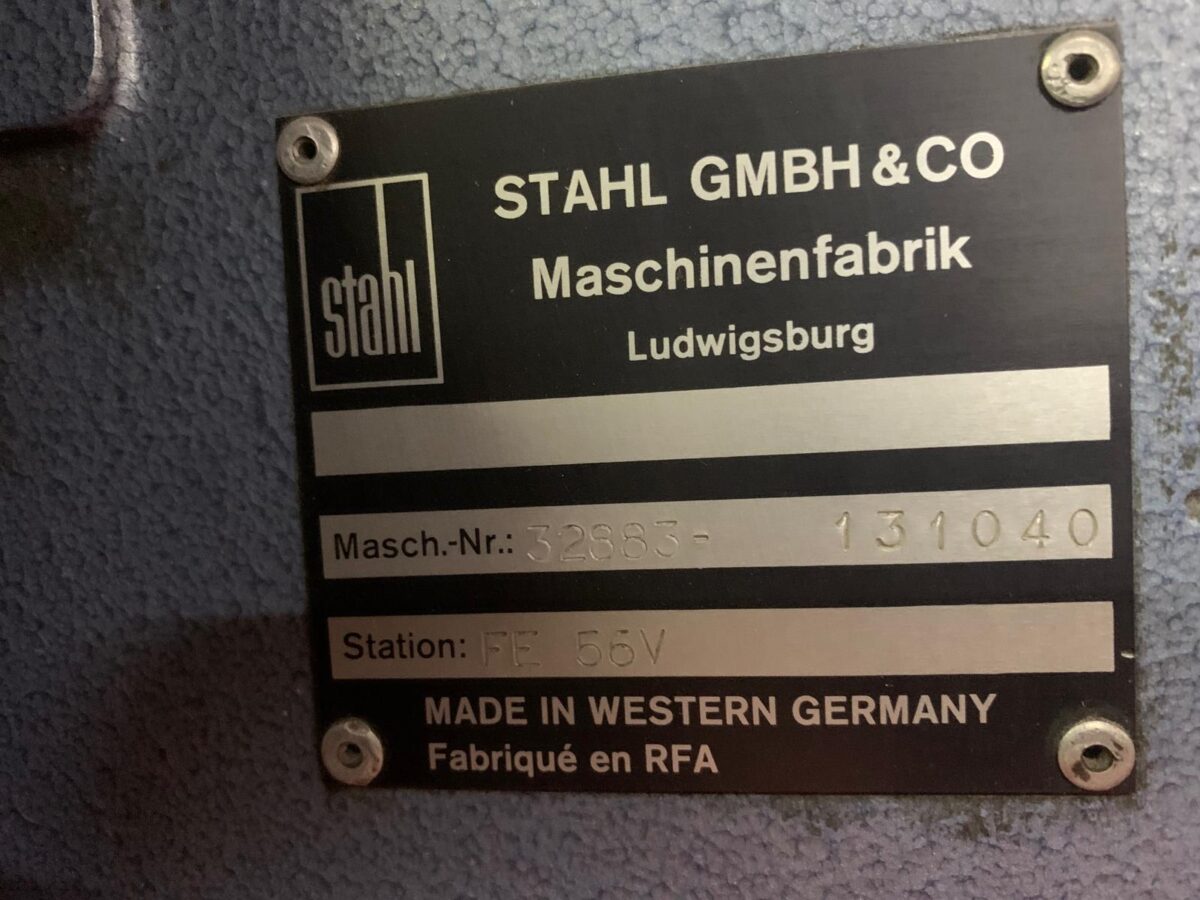 stahl
STAHL GMBH & CO
Maschinenfabrik
Ludwigsburg
Masch.-Nr.: 32883- 131040
Station: FE 56V
MADE IN WESTERN GERMANY
Fabriqué en RFA